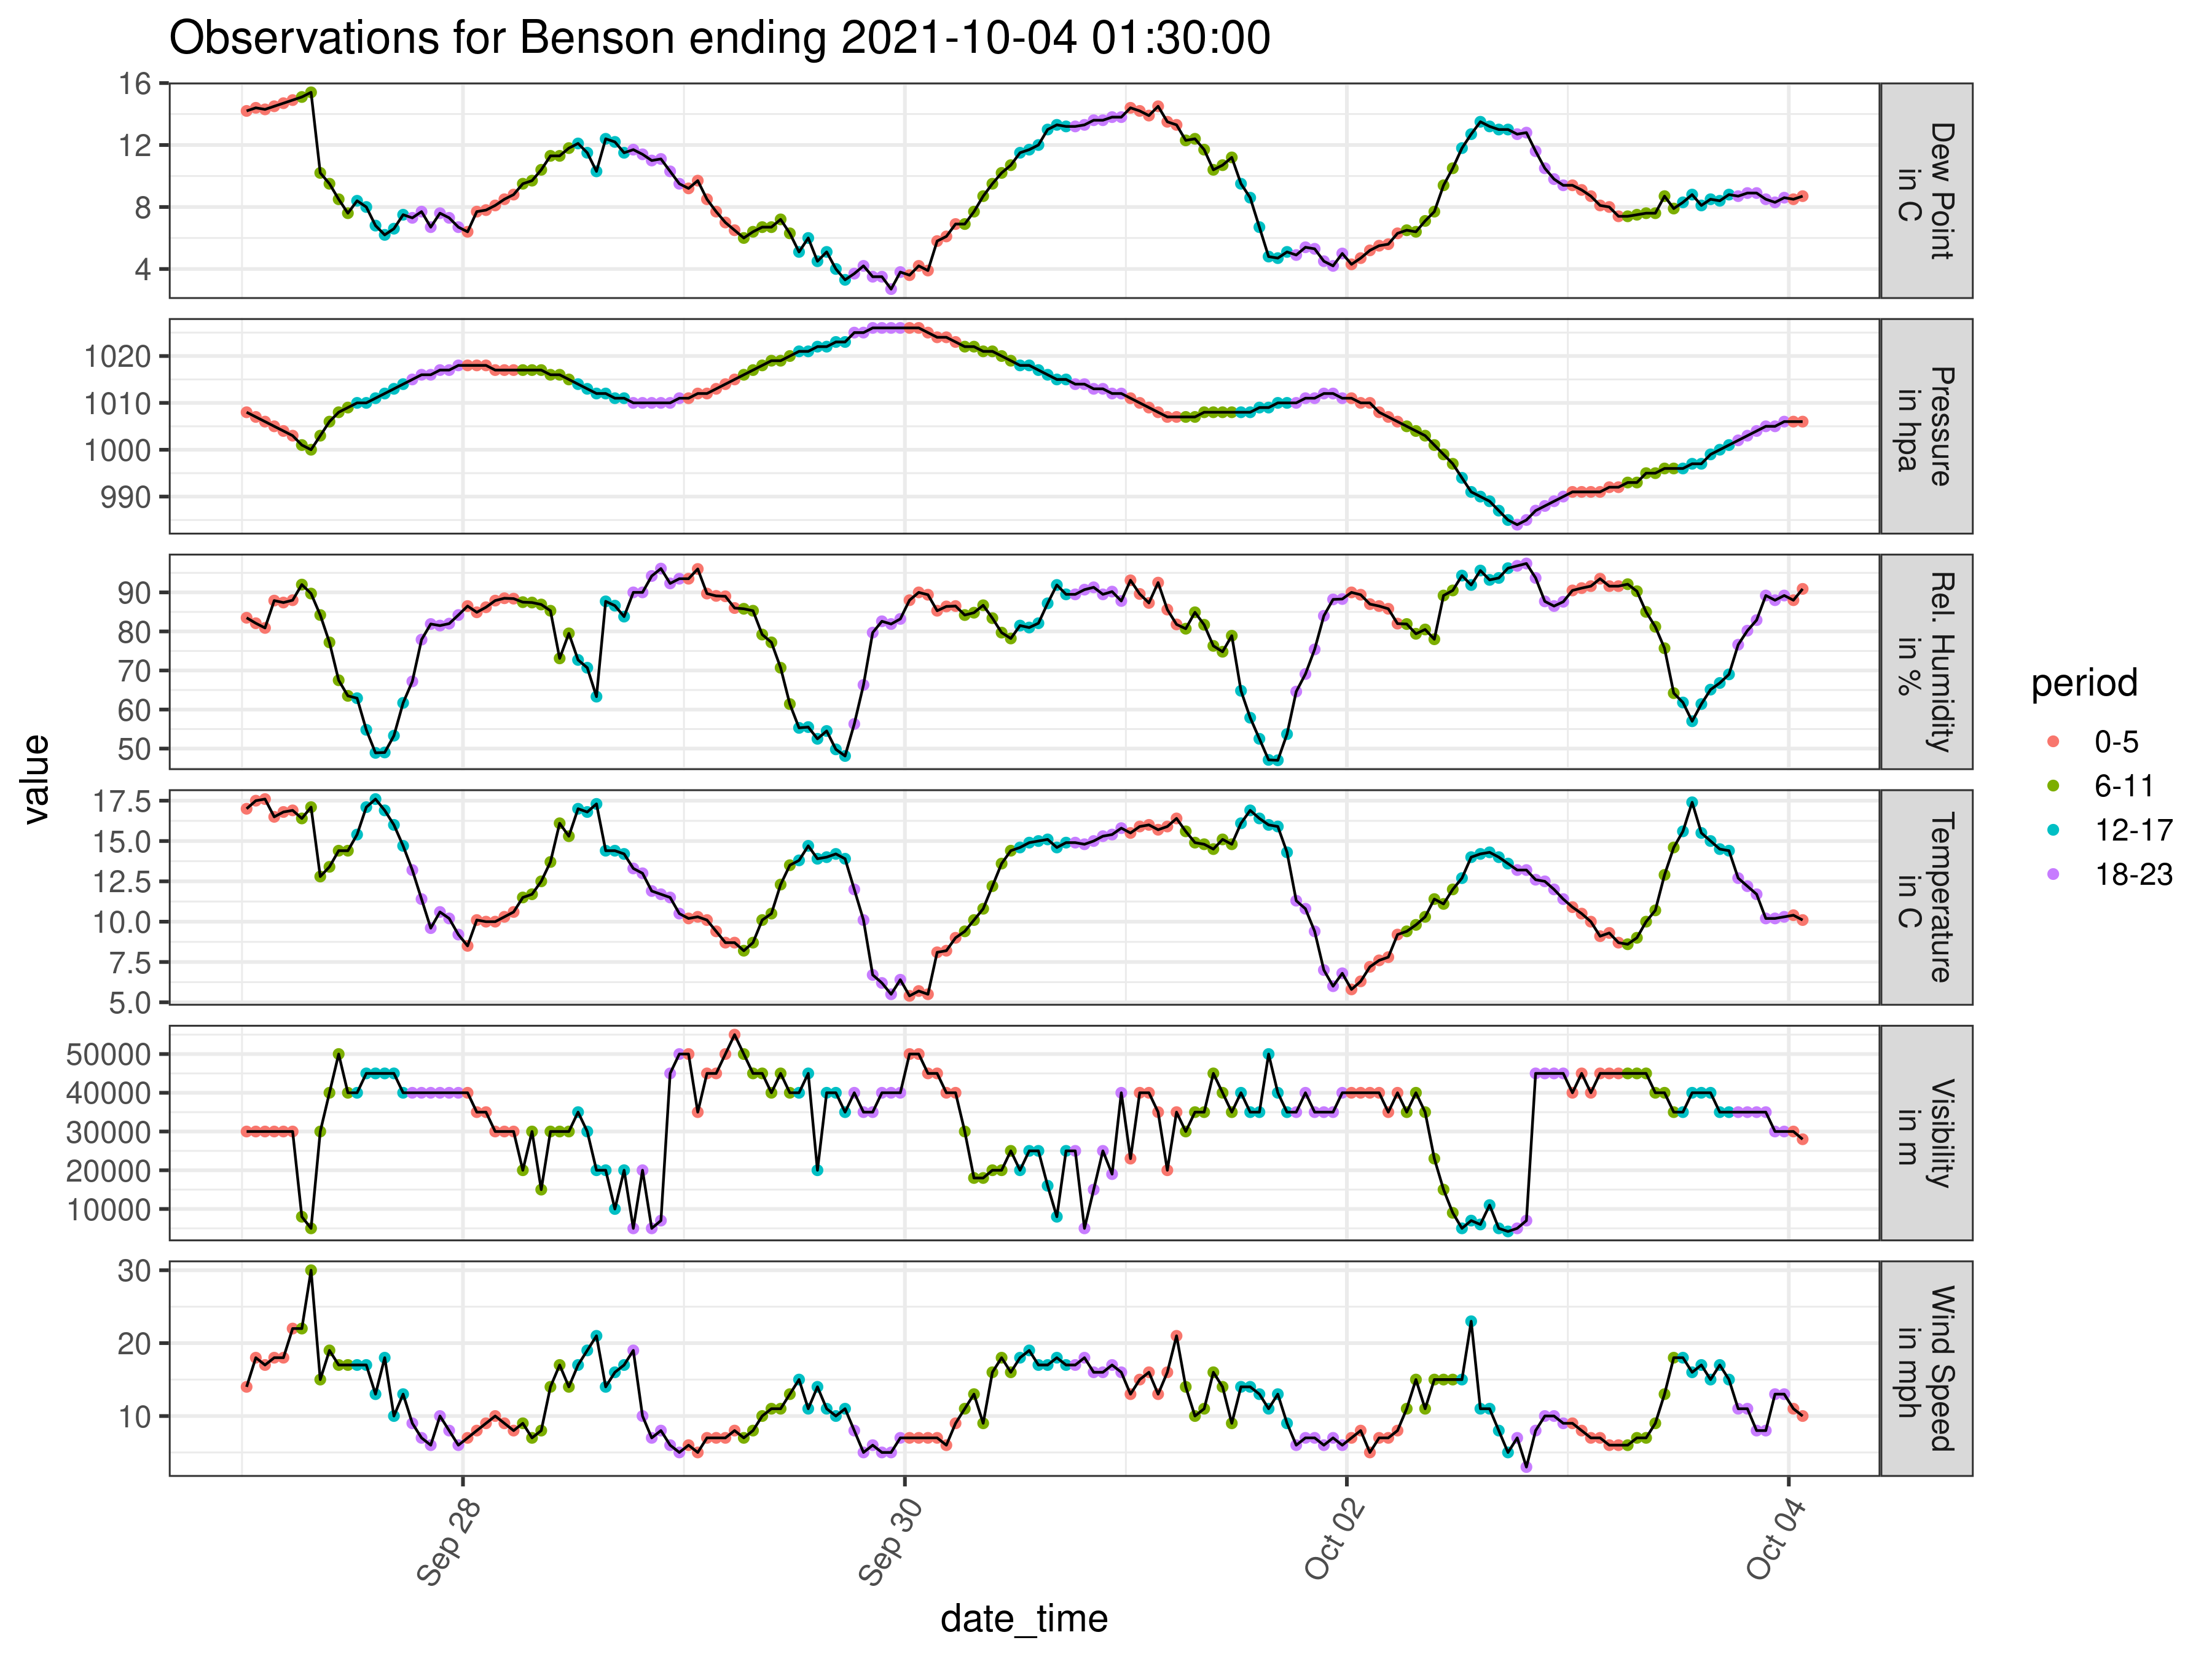 Observations for Benson ending 2021-10-04 01:30:00
value
16
12
8
4
Dew Point
in C
1020
1010
1000
990
Pressure
in hpa
90
80
70
60
50
Rel. Humidity
in %
17.5
15.0
12.5
10.0
7.5
5.0
Temperature
in C
50000
40000
30000
20000
10000
Visibility
in m
30
20
10
Wind Speed
in mph
Sep 28
Sep 30
Oct 02
Oct 04
date_time
period
0-5
6-11
12-17
18-23